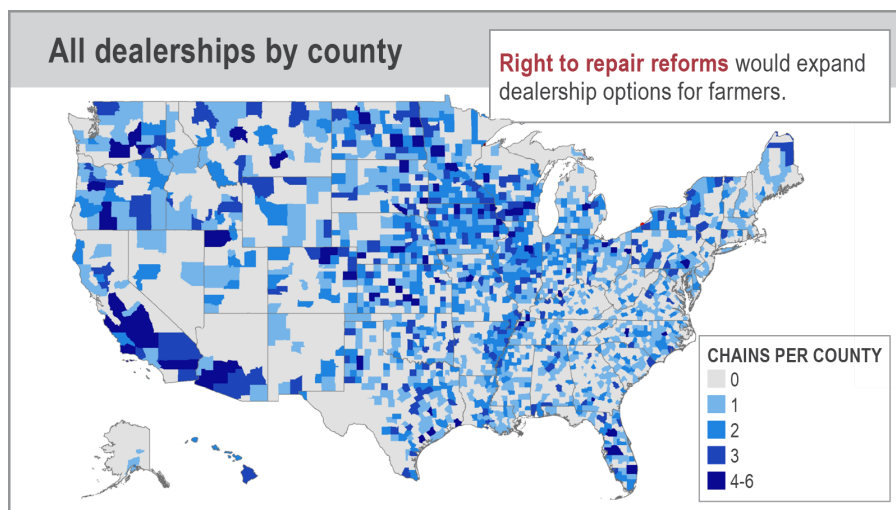 All dealerships by county
Right to repair reforms would expand
dealership options for farmers.
CHAINS PER COUNTY
0
1
2
3
4-6